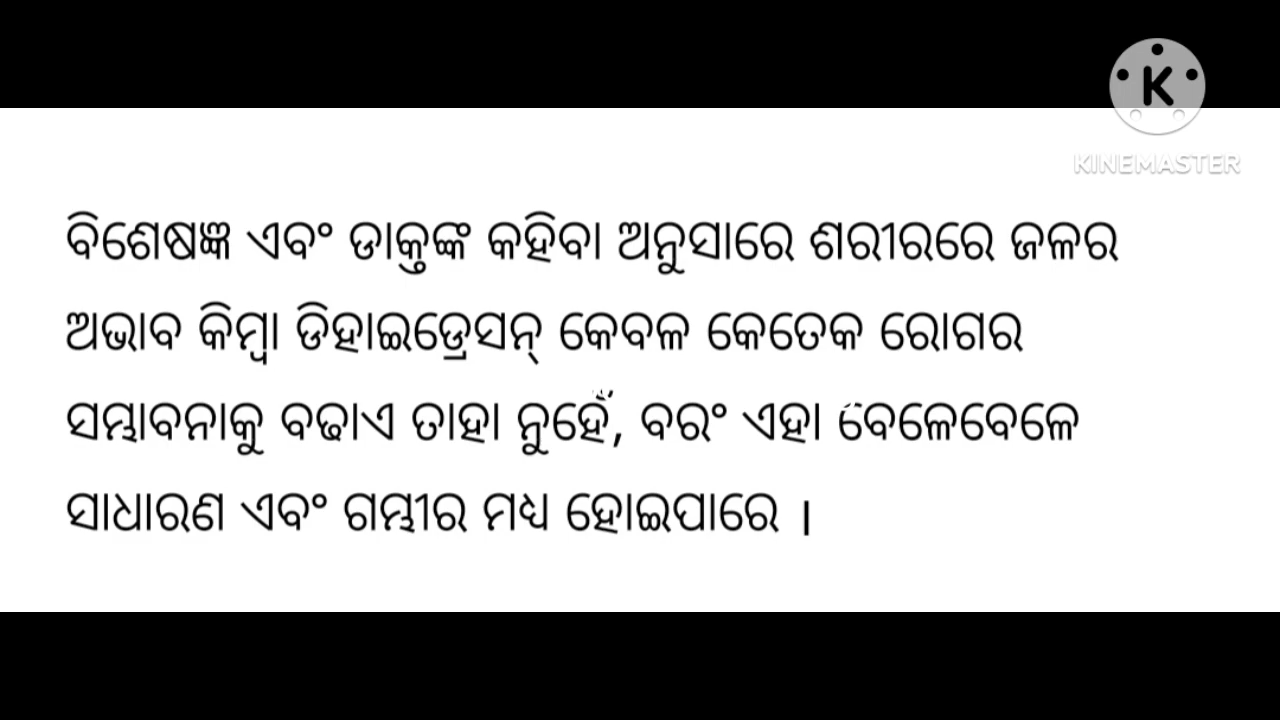 KINEMASTER
ବିଶେଷଜ୍ଞ ଏବଂ ଡାକ୍ତଙ୍କ କହିବା ଅନୁସାରେ ଶରୀରରେ ଜଳର
ଅଭାବ କିମ୍ବା ଡିହାଇଡ୍ରେସନ୍ କେବଳ କେତେକ ରୋଗର
ସମ୍ଭାବନାକୁ ବଢାଏ ତାହା ନୁହେଁ, ବରଂ ଏହା ବେଳେବେଳେ
ସାଧାରଣ ଏବଂ ଗମ୍ଭୀର ମଧ୍ୟ ହୋଇପାରେ ।